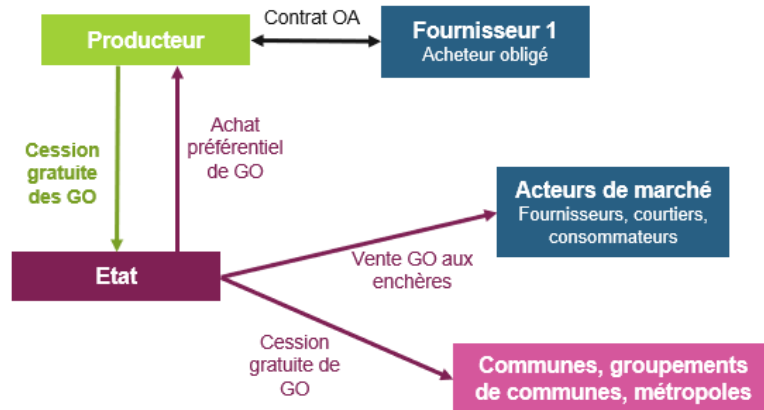 Producteur
Contrat OA
Fournisseur 1
Acheteur obligé
Cession
gratuite
des GO
Achat
préférentiel
de GO
Acteurs de marché
Fournisseurs, courtiers,
consommateurs
Etat
Vente GO aux
enchères
Cession
gratuite de
GO
Communes, groupements
de communes, métropoles